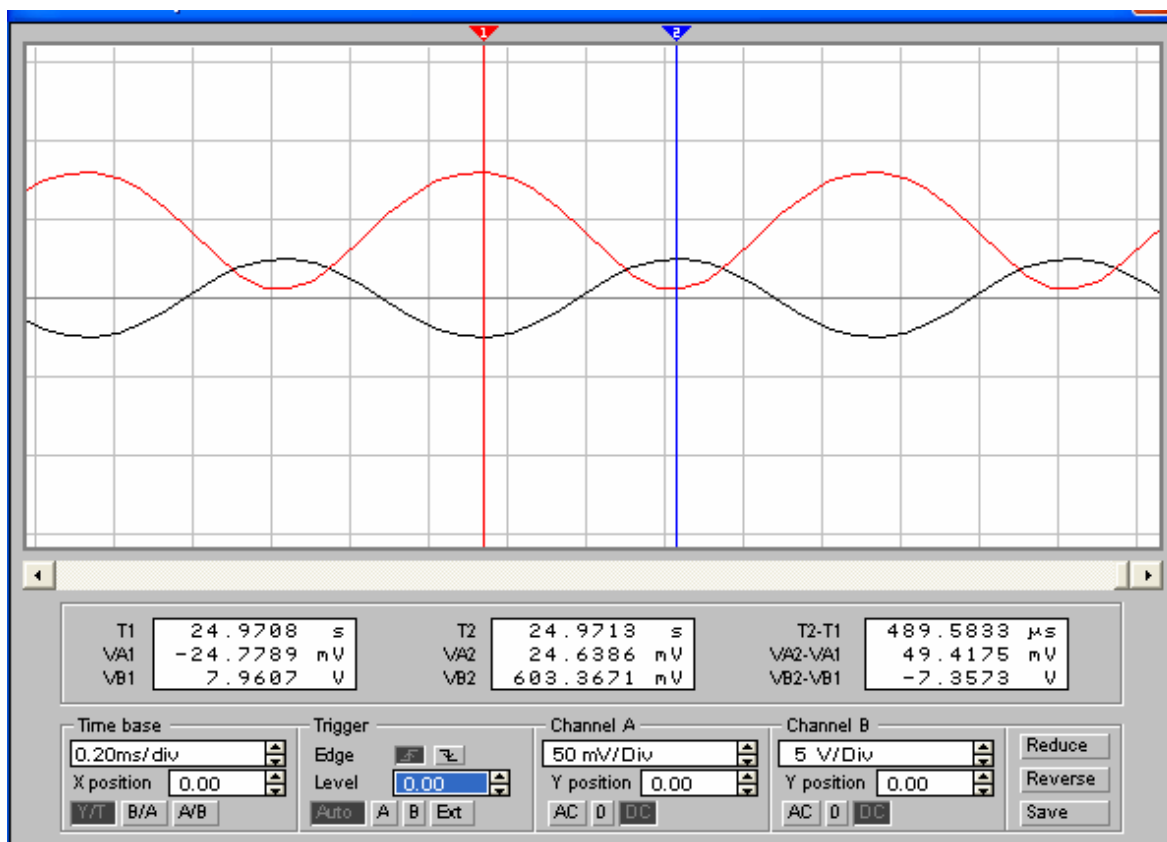 1 2
T1 24.9708 s T2 24.9713 s T2-T1 489.5833 µs
VA1 -24.7789 mV VA2 24.6386 mV VA2-VA1 49.4175 mV
VB1 7.9607 V VB2 603.3671 mV VB2-VB1 -7.3573 V
Time base Trigger Channel A Channel B
0.20ms/div Edge 50 mV/Div 5 V/Div Reduce
X position 0.00 Level 0.00 Y position 0.00 Y position 0.00 Reverse
Y/T B/A A/B Auto A B Ext AC 0 DC AC 0 DC Save